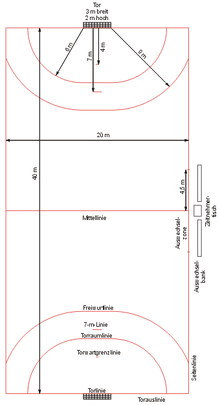 Tor
3 m breit
2 m hoch
6 m
7 m
4 m
9 m
20 m
40 m
4,5 m
Zeitnehmer-
tisch
Mittellinie
Auswechsel-
zone
Auswechsel-
bank
Freiwurflinie
7-m-Linie
Torraumlinie
Torwartgrenzlinie
Seitenlinie
Torlinie
Torauslinie